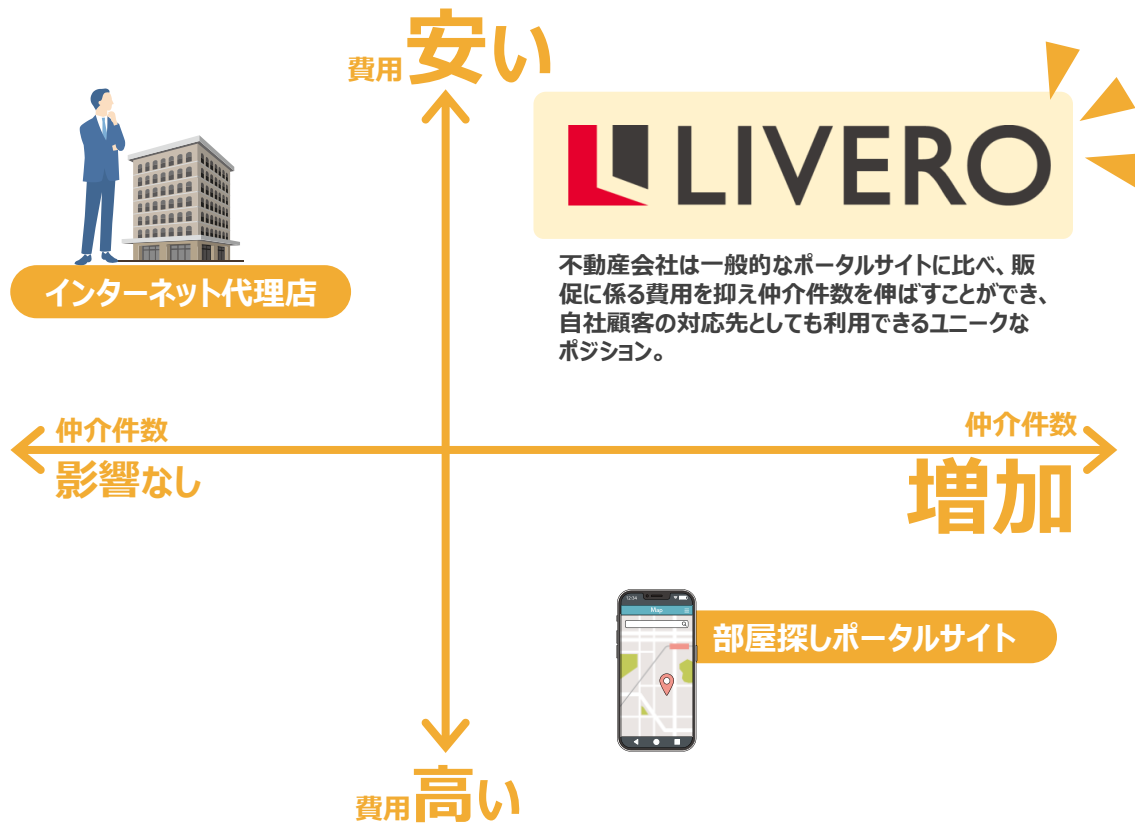 費用安い
LIVERO
不動産会社は一般的なポータルサイトに比べ、販
促に係る費用を抑え仲介件数を伸ばすことができ、
自社顧客の対応先としても利用できるユニークな
ポジション。
インターネット代理店
仲介件数
影響なし
仲介件数
増加
12:34
Map
部屋探しポータルサイト
費用高い